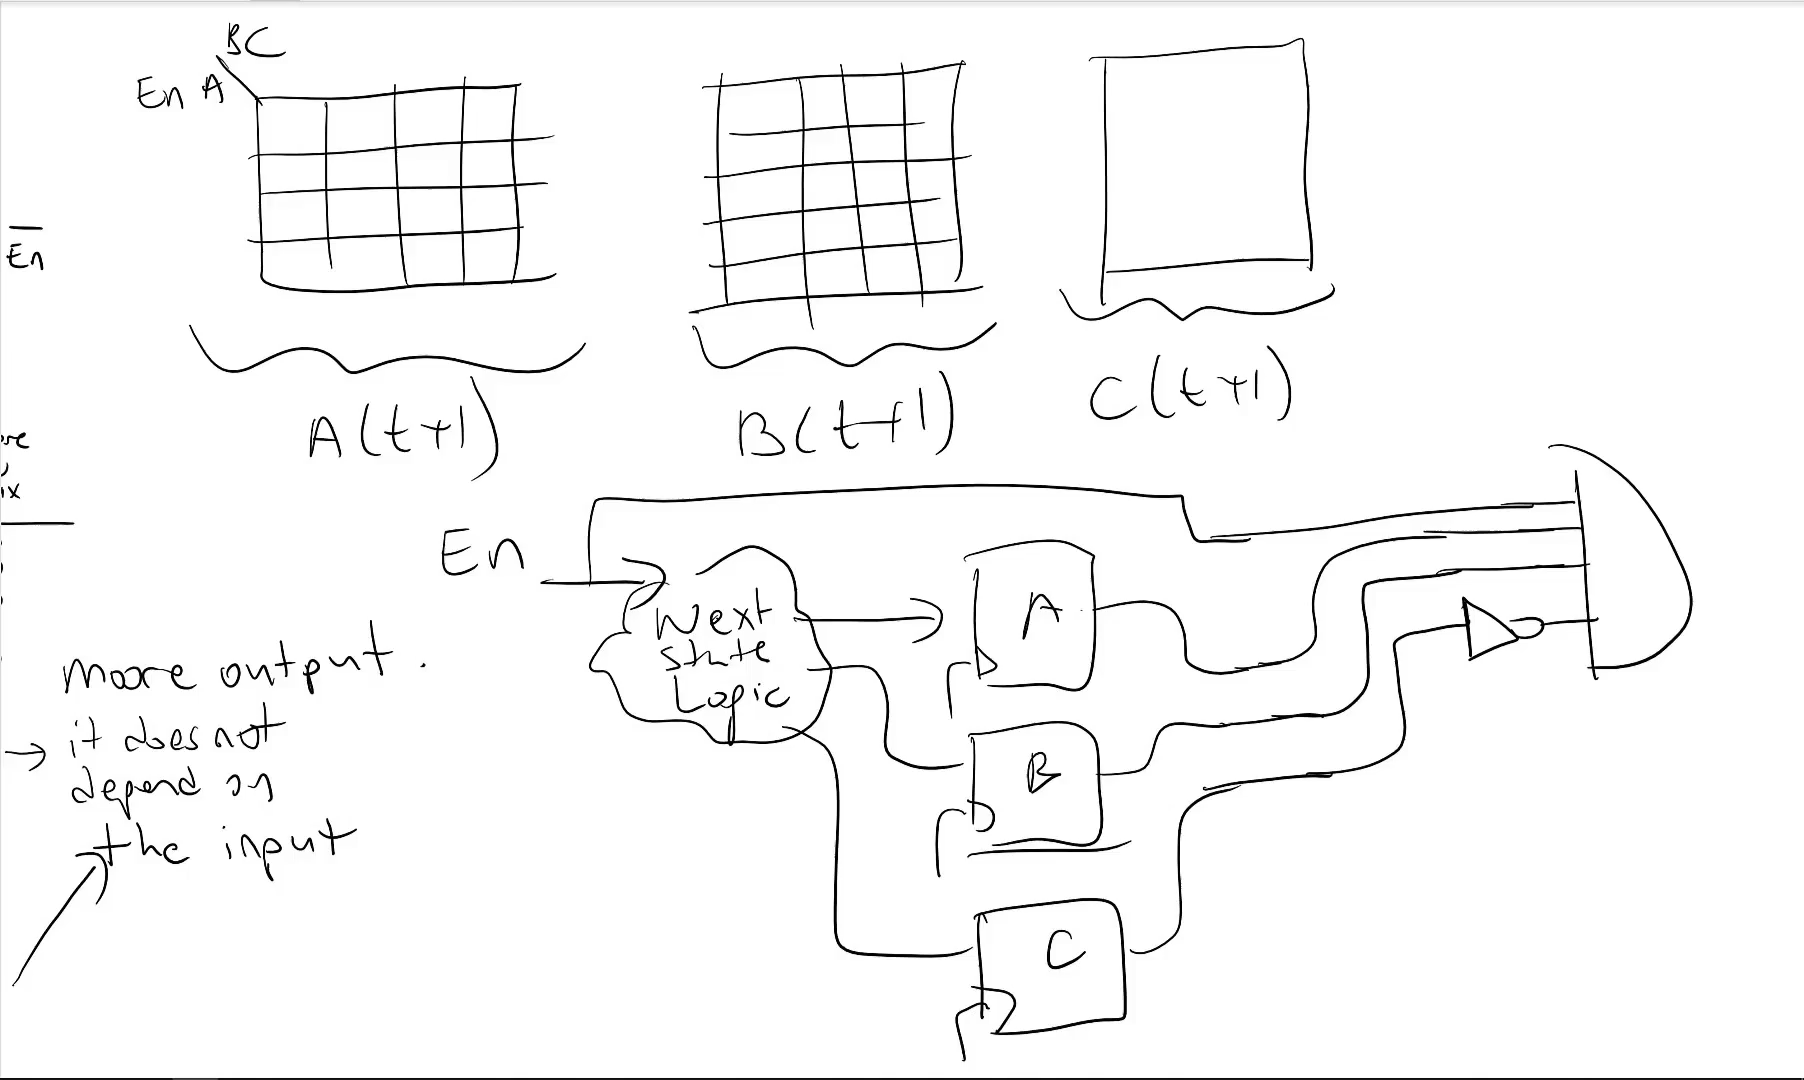 BC
En A
En
A(t+1)
B(t+1)
C(t+1)
ix
En
Next
State
Logic
A
B
C
Moore output.
→ it does not
depend on
the input